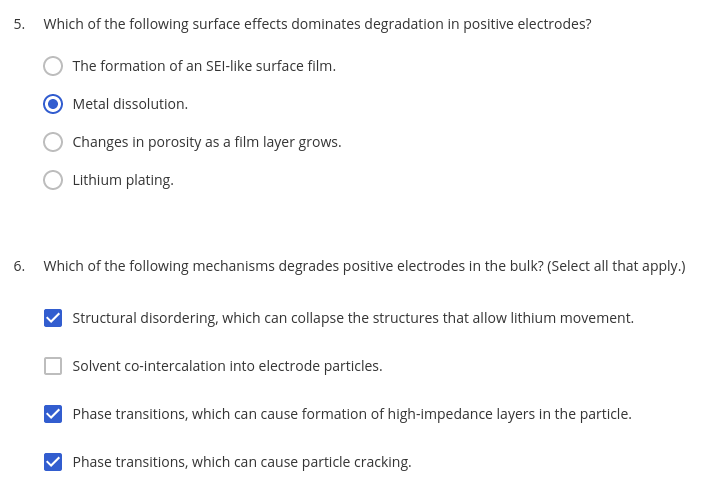 5. Which of the following surface effects dominates degradation in positive electrodes?
The formation of an SEI-like surface film.
Metal dissolution.
Changes in porosity as a film layer grows.
Lithium plating.
6. Which of the following mechanisms degrades positive electrodes in the bulk? (Select all that apply.)
Structural disordering, which can collapse the structures that allow lithium movement.
Solvent co-intercalation into electrode particles.
Phase transitions, which can cause formation of high-impedance layers in the particle.
Phase transitions, which can cause particle cracking.